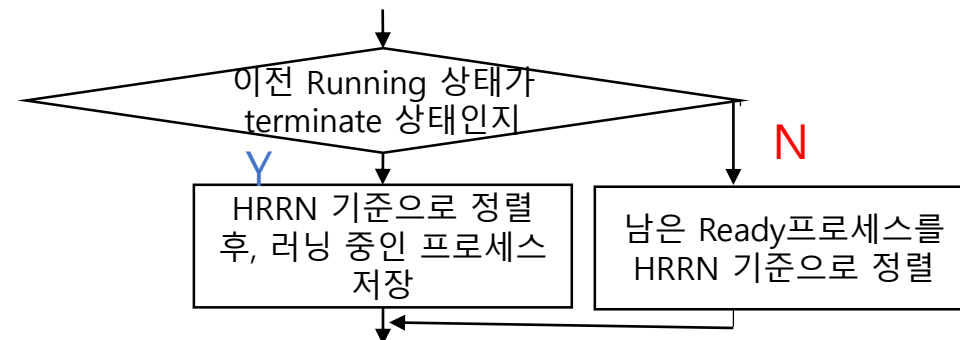 이전 Running 상태가
terminate 상태인지
Y
N
HRRN 기준으로 정렬
후, 러닝 중인 프로세스
저장
남은 Ready프로세스를
HRRN 기준으로 정렬